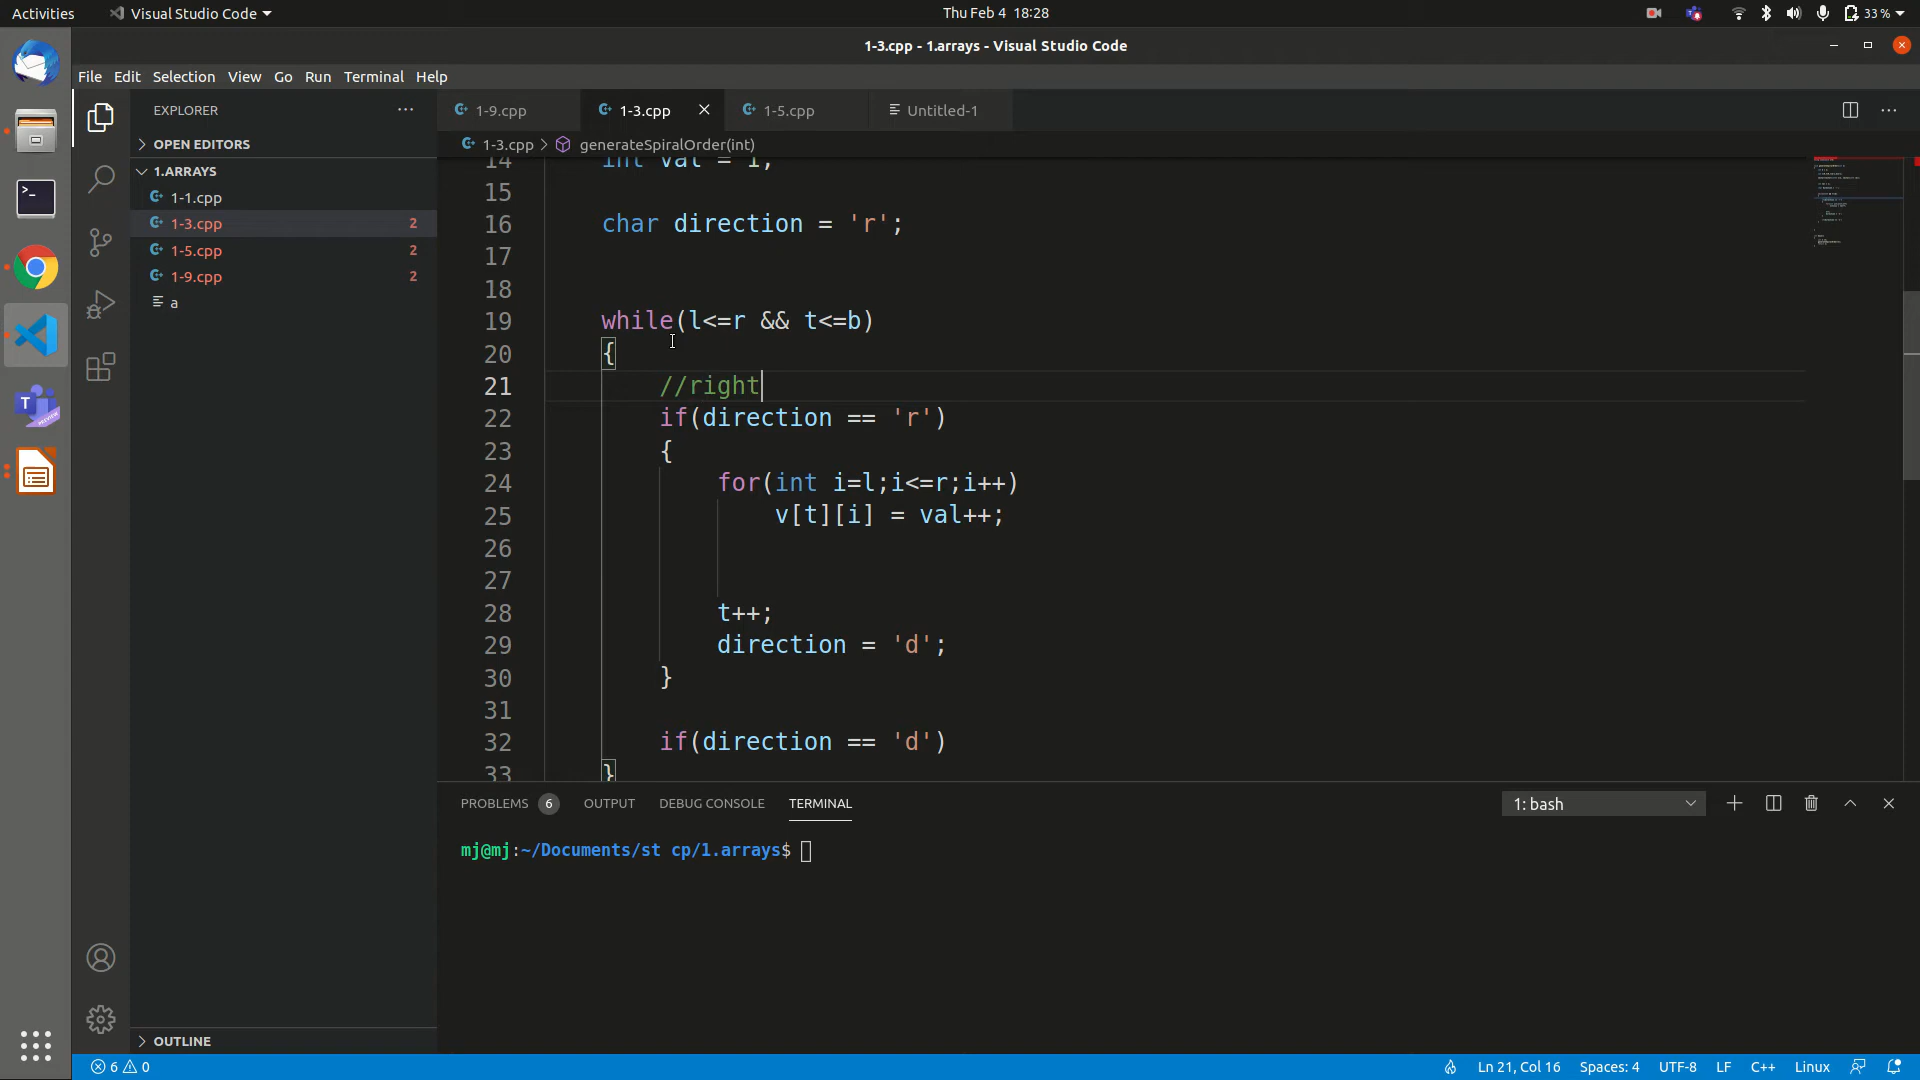 Activities Visual Studio Code Thu Feb 4 18:28 33 %
1-3.cpp - 1.arrays - Visual Studio Code
File Edit Selection View Go Run Terminal Help
EXPLORER
OPEN EDITORS
1.ARRAYS
1-1.cpp
1-3.cpp 2
1-5.cpp 2
1-9.cpp 2
a
OUTLINE
1-9.cpp 1-3.cpp 1-5.cpp Untitled-1
1-3.cpp > generateSpiralOrder(int)
14 int val = 1;
15
16 char direction = 'r';
17
18
19 while(l<=r && t<=b)
20 {
21 //right
22 if(direction == 'r')
23 {
24 for(int i=l;i<=r;i++)
25 v[t][i] = val++;
26
27
28 t++;
29 direction = 'd';
30 }
31
32 if(direction == 'd')
33 }
PROBLEMS 6 OUTPUT DEBUG CONSOLE TERMINAL 1: bash
mj@mj:~/Documents/st cp/1.arrays$
6 0 Ln 21, Col 16 Spaces: 4 UTF-8 LF C++ Linux